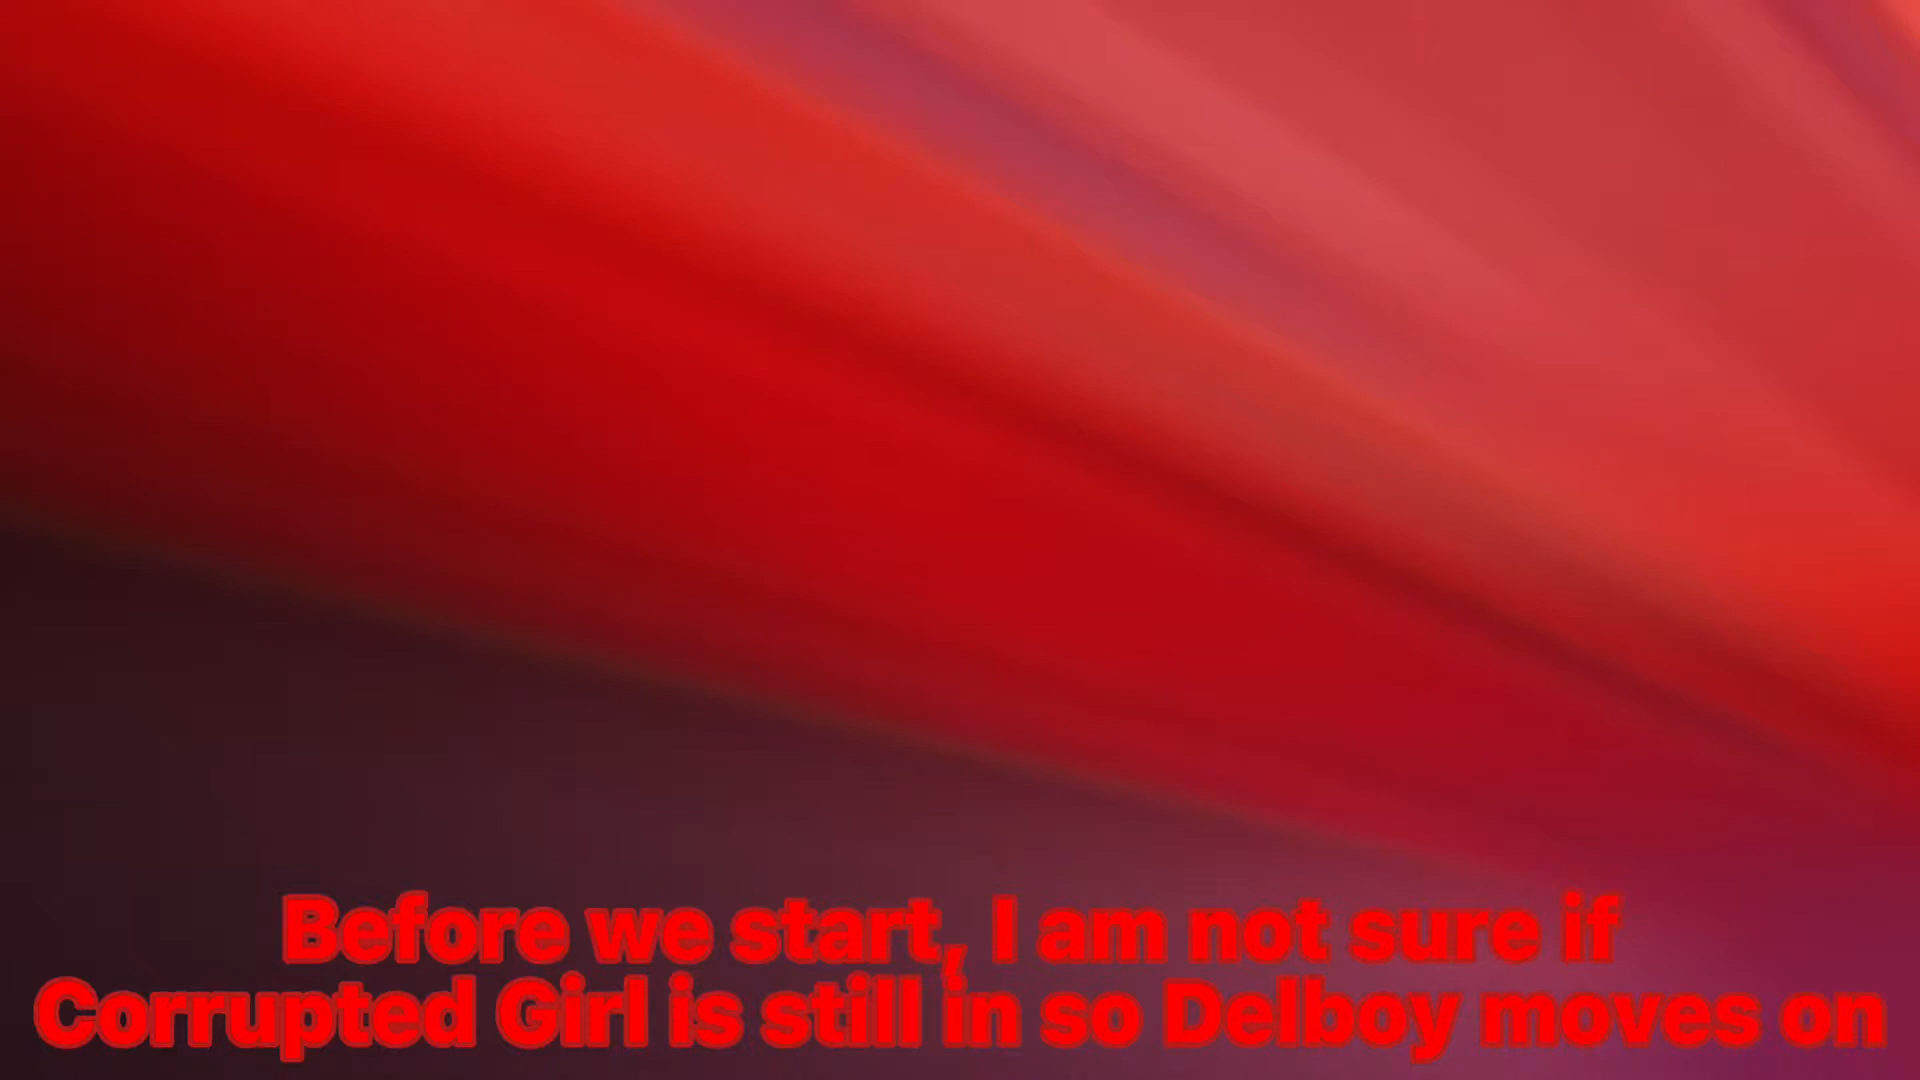 Before we start, I am not sure if
Corrupted Girl is still in so Delboy moves on